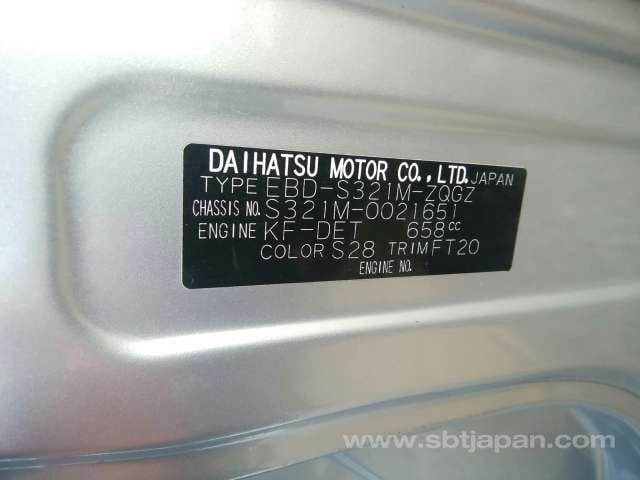 DAIHATSU MOTOR CO., LTD. JAPAN
TYPE EBD-S321M-ZQGZ
CHASSIS NO. S321M-0021651
ENGINE KF-DET 658cc
COLOR S28 TRIM FT20
ENGINE NO.
www.sbtjapan.com